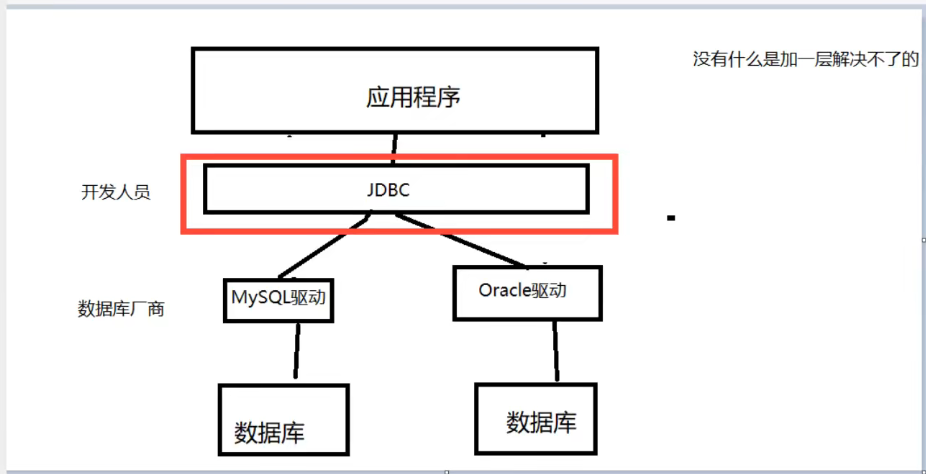 没有什么是加一层解决不了的
应用程序
开发人员
JDBC
数据库厂商
MySQL驱动
Oracle驱动
数据库
数据库